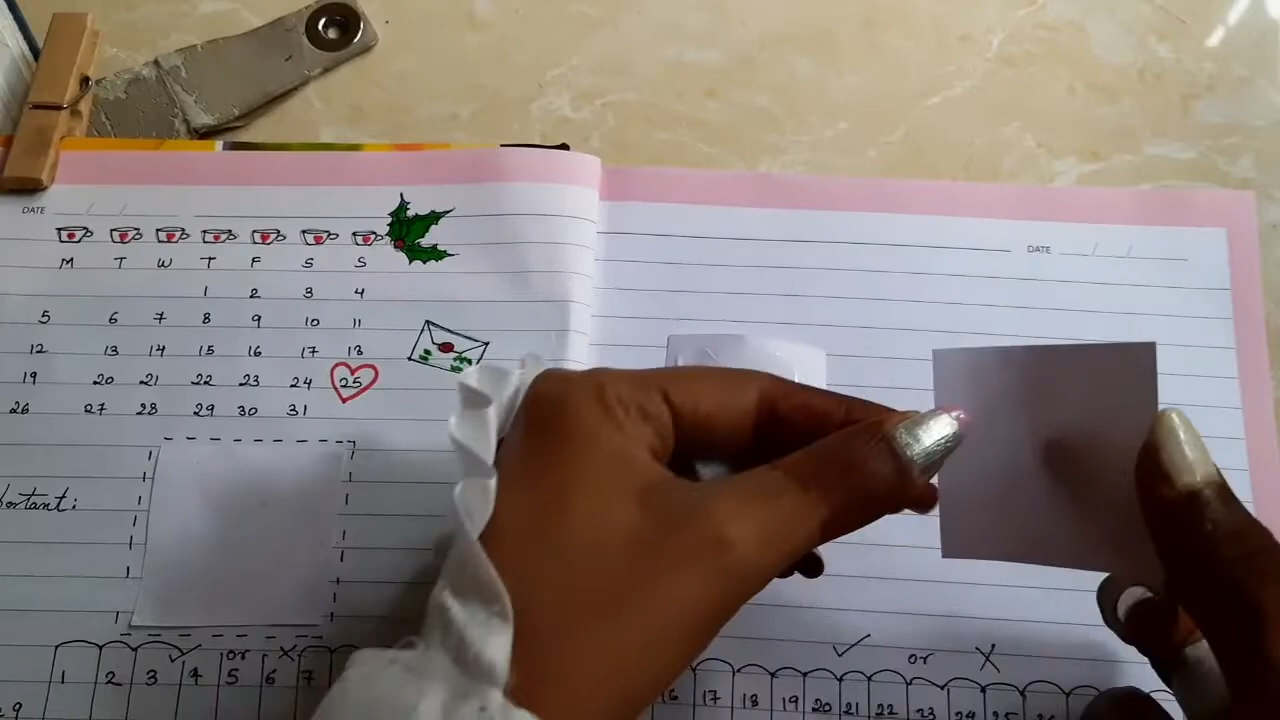 DATE
M T W T F S S
1 2 3 4
5 6 7 8 9 10 11
12 13 14 15 16 17 18
19 20 21 22 23 24 25
26 27 28 29 30 31
ortant:
or
1 2 3 4 5 6 7
29
DATE
or
16 17 18 19 20 21 22 23 24 25